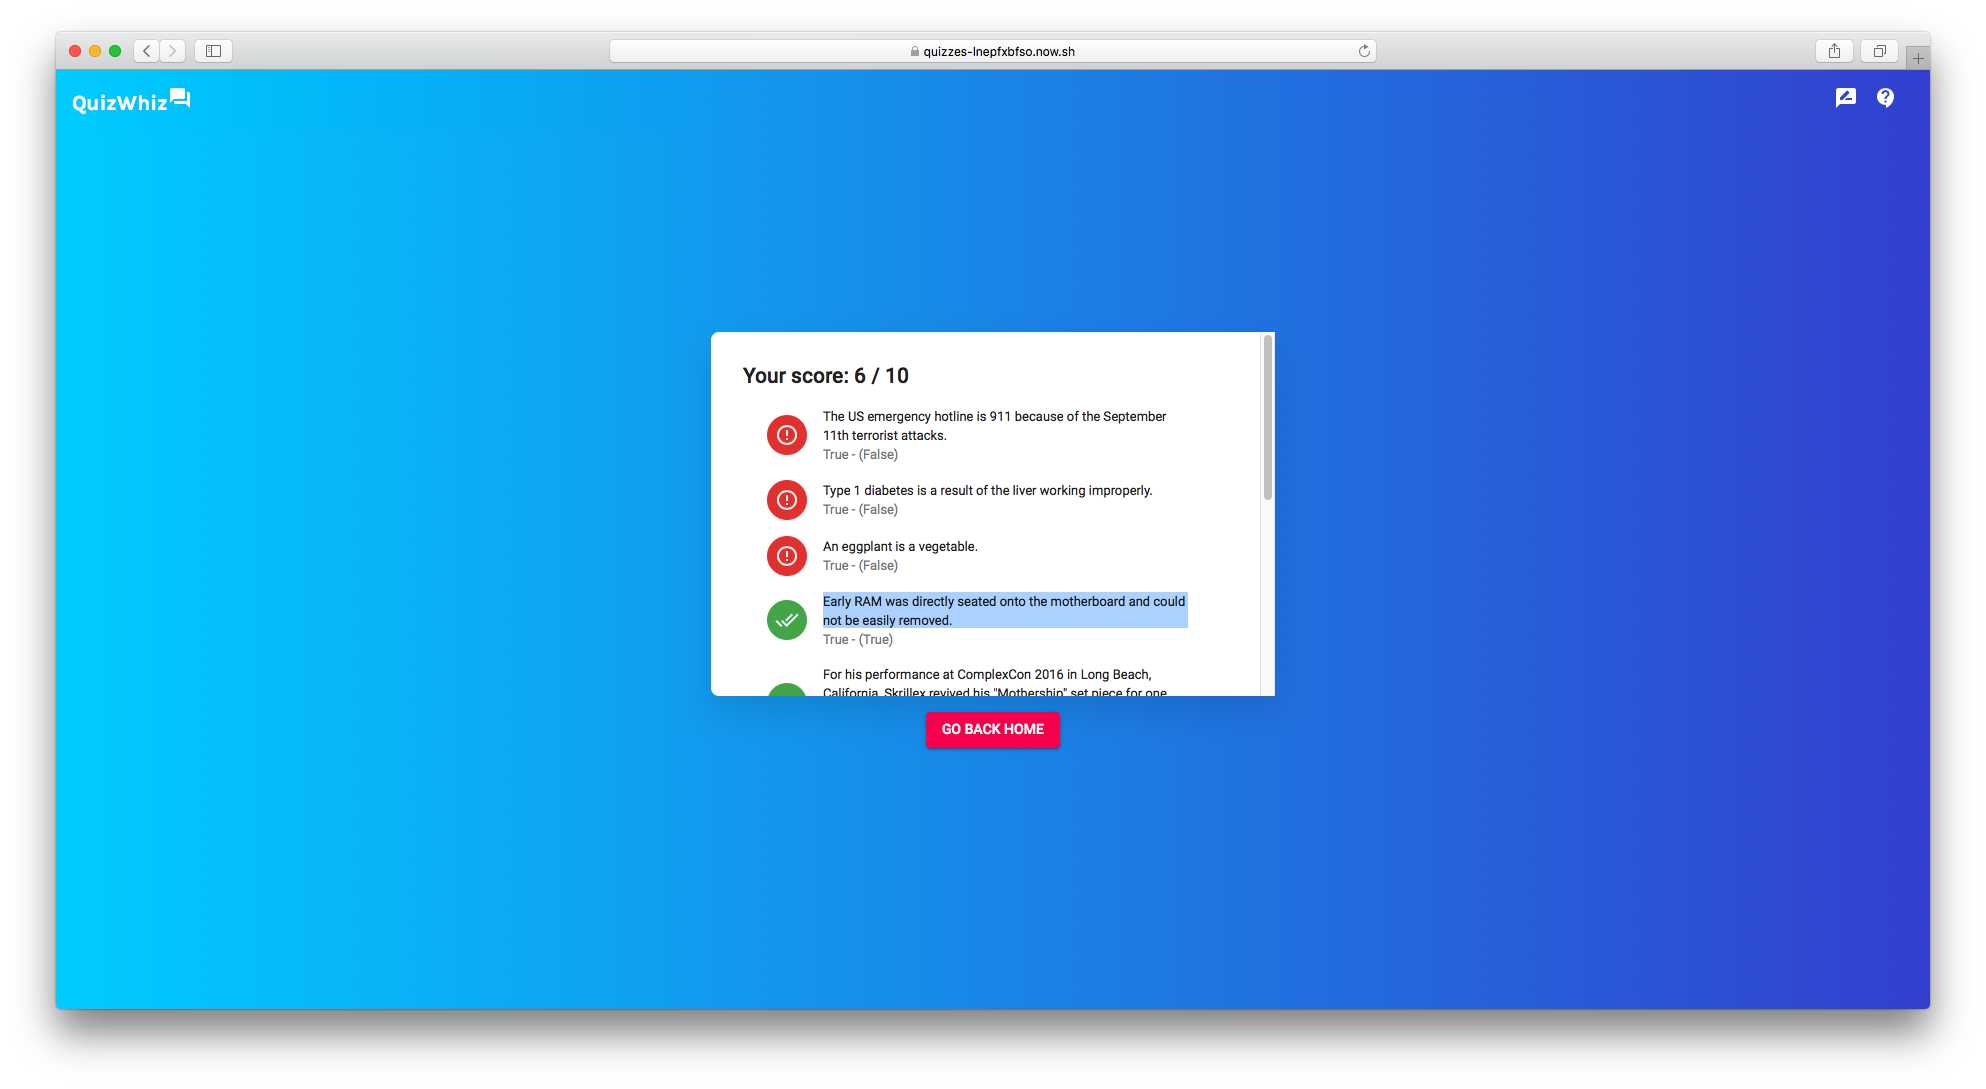 quizzes-lnepfxbfso.now.sh
QuizWhiz
Your score: 6 / 10
The US emergency hotline is 911 because of the September
11th terrorist attacks.
True - (False)
Type 1 diabetes is a result of the liver working improperly.
True - (False)
An eggplant is a vegetable.
True - (False)
Early RAM was directly seated onto the motherboard and could
not be easily removed.
True - (True)
For his performance at ComplexCon 2016 in Long Beach,
California, Skrillex revived his "Mothership" set piece for one
GO BACK HOME